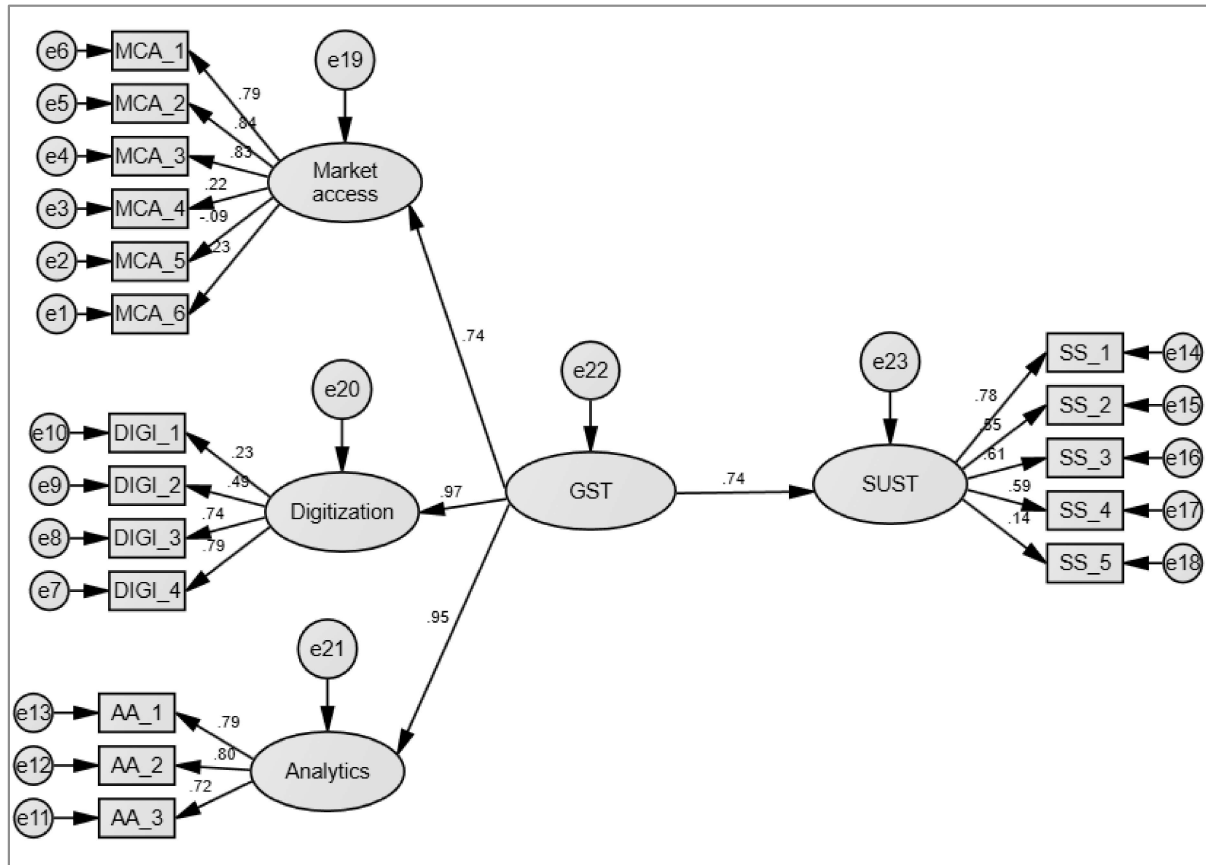 e6
MCA_1
e5
MCA_2
e4
MCA_3
e3
MCA_4
e2
MCA_5
e1
MCA_6
.79
.84
.83
.22
-.09
.23
e19
Market
access
.74
e10
DIGI_1
e9
DIGI_2
e8
DIGI_3
e7
DIGI_4
.23
.49
.74
.79
e20
Digitization
.97
e13
AA_1
e12
AA_2
e11
AA_3
.79
.80
.72
e21
Analytics
.95
e22
GST
.74
e23
SUST
.78
.61
.59
.14
SS_1
e14
SS_2
e15
SS_3
e16
SS_4
e17
SS_5
e18